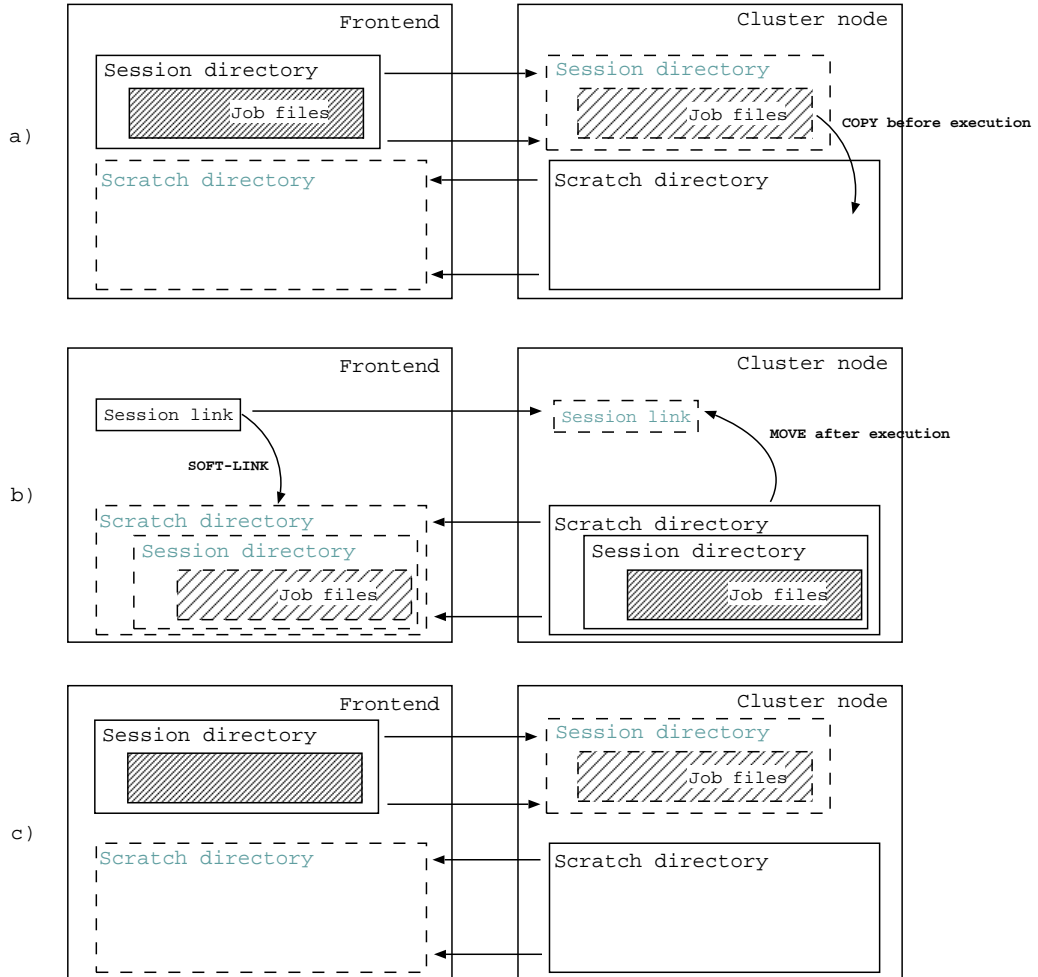 Frontend
Cluster node
Session directory
Session directory
Job files
Job files
a)
COPY before execution
Scratch directory
Scratch directory
Frontend
Cluster node
Session link
Session link
MOVE after execution
SOFT-LINK
b)
Scratch directory
Scratch directory
Session directory
Session directory
Job files
Job files
Frontend
Cluster node
Session directory
Session directory
Job files
c)
Scratch directory
Scratch directory